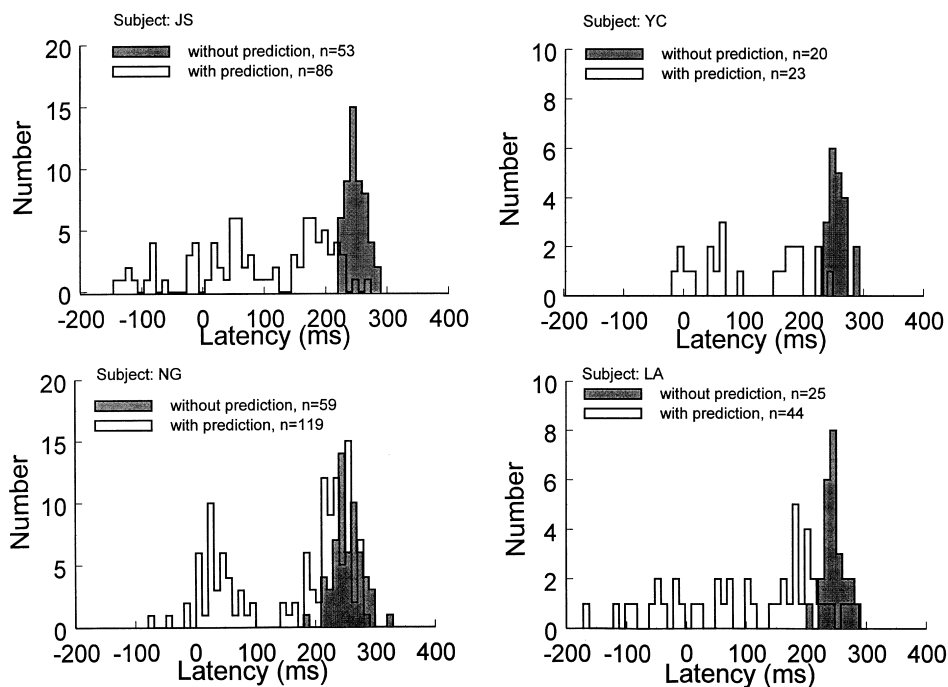 Subject: JS
without prediction, n=53
with prediction, n=86
20
15
10
5
0
Number
-200 -100 0 100 200 300 400
Latency (ms)
Subject: YC
without prediction, n=20
with prediction, n=23
10
8
6
4
2
0
Number
-200 -100 0 100 200 300 400
Latency (ms)
Subject: NG
without prediction, n=59
with prediction, n=119
20
15
10
5
0
Number
-200 -100 0 100 200 300 400
Latency (ms)
Subject: LA
without prediction, n=25
with prediction, n=44
10
8
6
4
2
0
Number
-200 -100 0 100 200 300 400
Latency (ms)